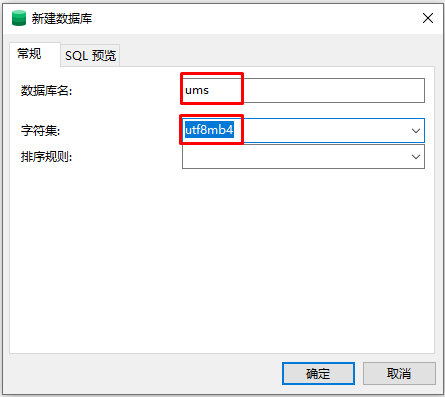 新建数据库
常规
SQL 预览
数据库名:
ums
字符集:
utf8mb4
排序规则:
确定
取消